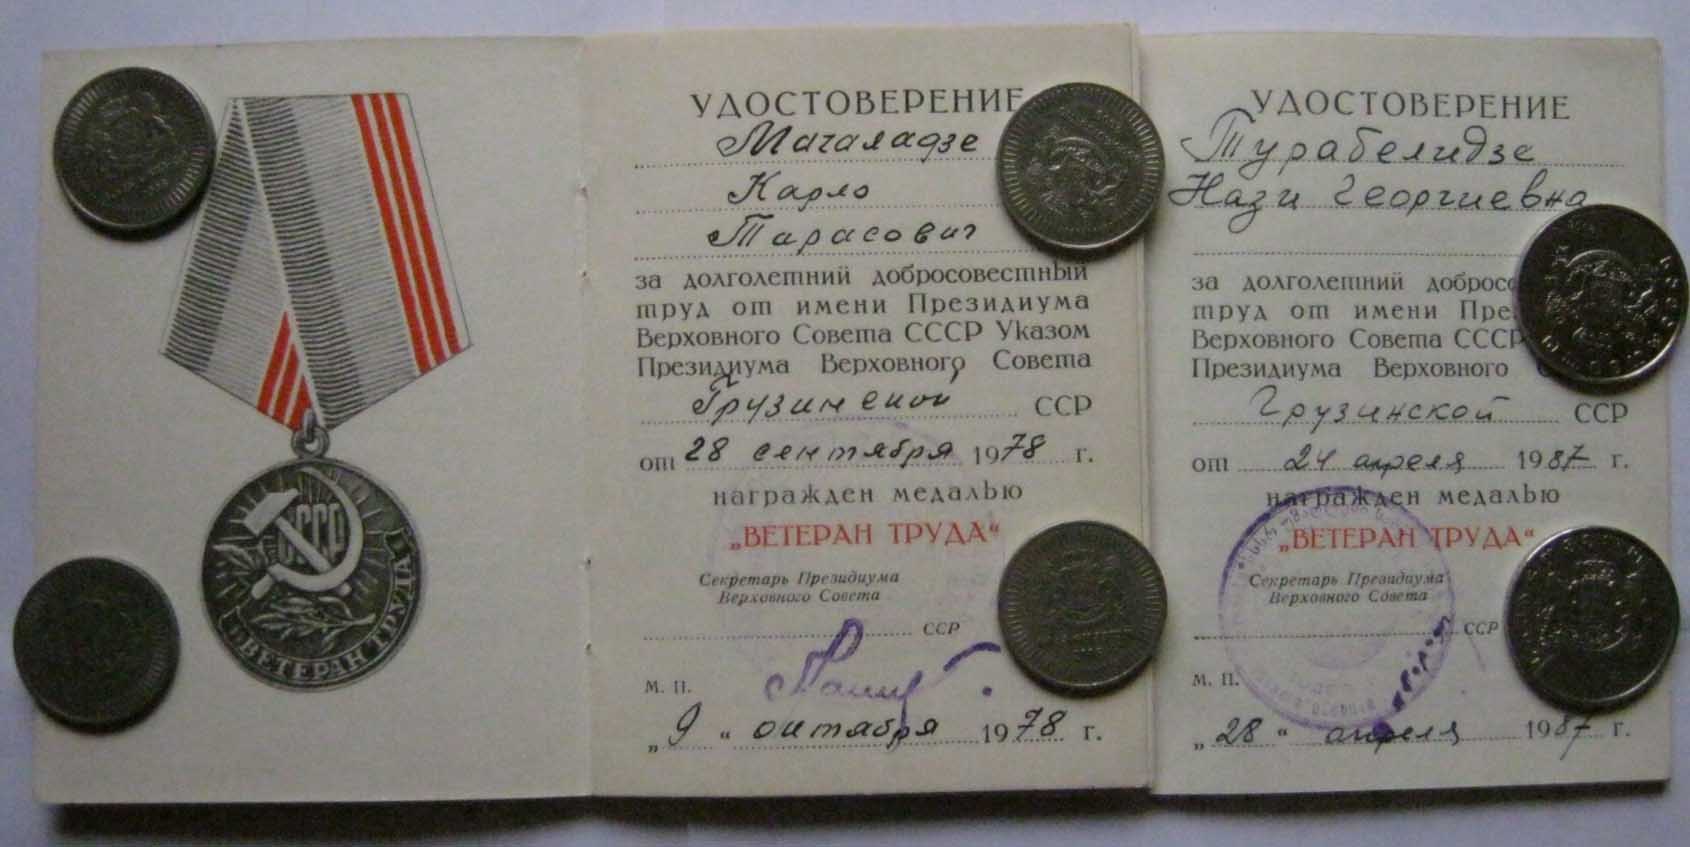 СССР
ВЕТЕРАН ТРУДА
УДОСТОВЕРЕНИЕ
Мачаладзе
Карло
Тарасович
за долголетний добросовестный
труд от имени Президиума
Верховного Совета СССР Указом
Президиума Верховного Совета
Грузинской ССР
от 28 сентября 1978 г.
награжден медалью
„ВЕТЕРАН ТРУДА“
Секретарь Президиума
Верховного Совета
ССР
М. П.
„9“ октября 1978 г.
УДОСТОВЕРЕНИЕ
Турабелидзе
Нази Георгиевна
за долголетний добросо
труд от имени Пре
Верховного Совета СССР
Президиума Верховного
Грузинской ССР
от 24 апреля 1987 г.
награжден медалью
„ВЕТЕРАН ТРУДА“
Секретарь Президиума
Верховного Совета
ССР
М. П.
„28“ апреля 1987 г.